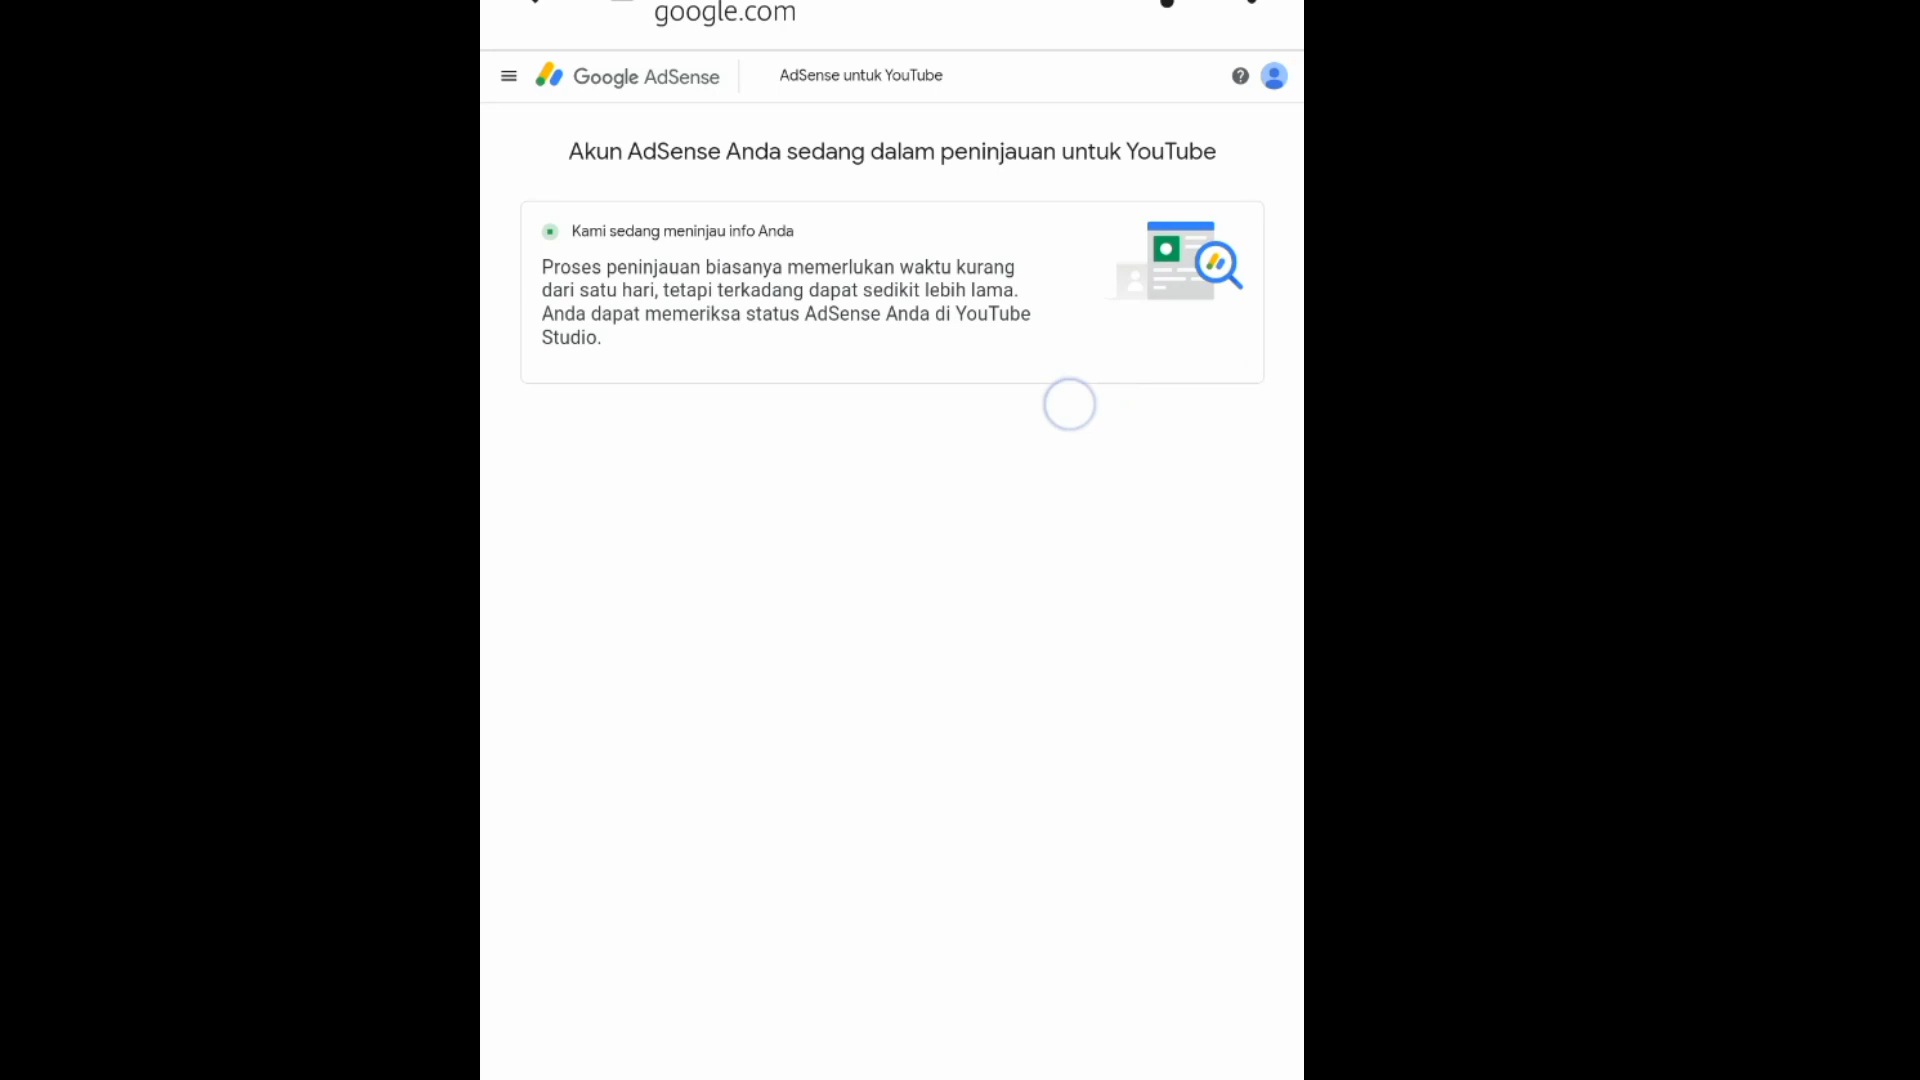 google.com
Google AdSense
AdSense untuk YouTube
Akun AdSense Anda sedang dalam peninjauan untuk YouTube
Kami sedang meninjau info Anda
Proses peninjauan biasanya memerlukan waktu kurang
dari satu hari, tetapi terkadang dapat sedikit lebih lama.
Anda dapat memeriksa status AdSense Anda di YouTube
Studio.